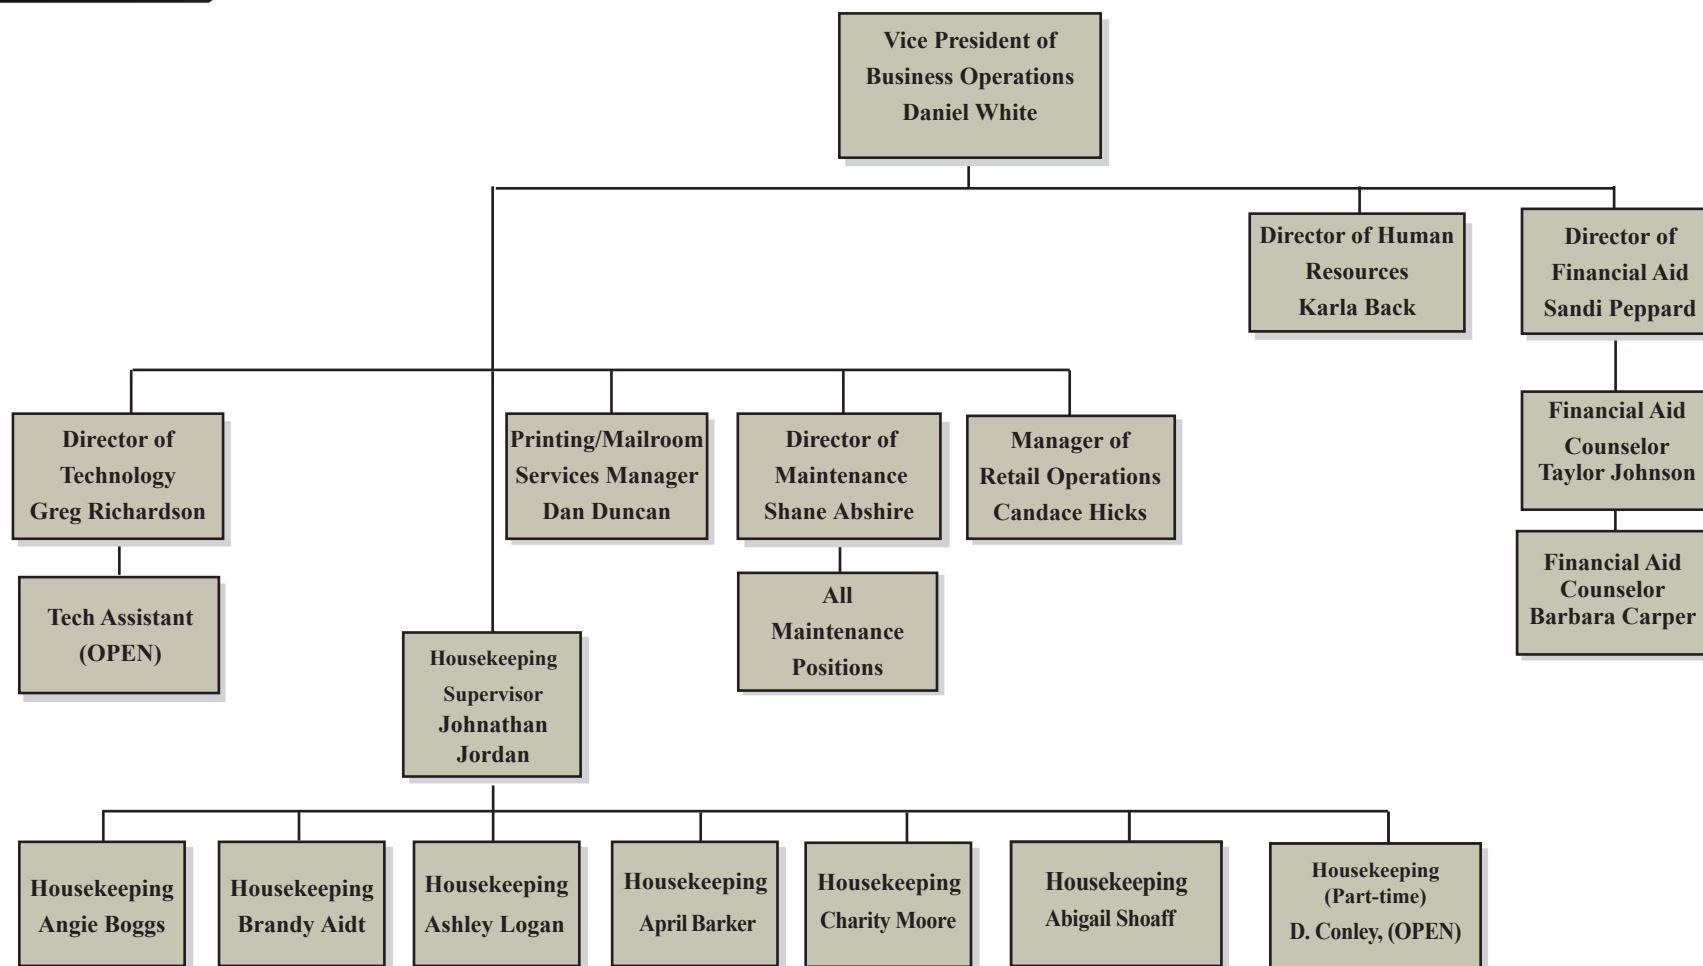 Vice President of
Business Operations
Daniel White
Director of Human
Resources
Karla Back
Director of
Financial Aid
Sandi Peppard
Director of
Technology
Greg Richardson
Printing/Mailroom
Services Manager
Dan Duncan
Director of
Maintenance
Shane Abshire
Manager of
Retail Operations
Candace Hicks
Financial Aid
Counselor
Taylor Johnson
Financial Aid
Counselor
Barbara Carper
Tech Assistant
(OPEN)
All
Maintenance
Positions
Housekeeping
Supervisor
Johnathan
Jordan
Housekeeping
Angie Boggs
Housekeeping
Brandy Aidt
Housekeeping
Ashley Logan
Housekeeping
April Barker
Housekeeping
Charity Moore
Housekeeping
Abigail Shoaff
Housekeeping
(Part-time)
D. Conley, (OPEN)